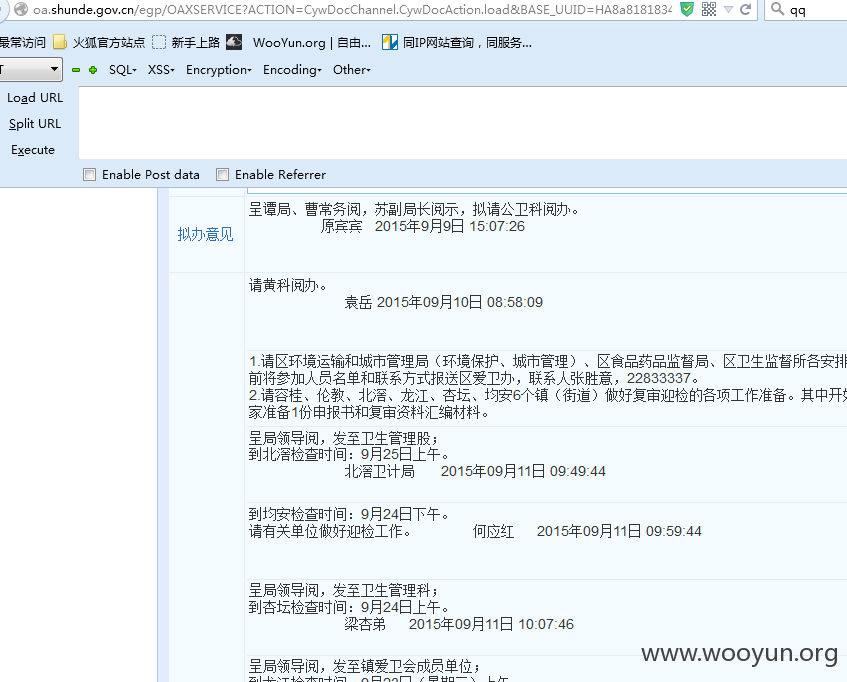 oa.shunde.gov.cn/egp/OAXSERVICE?ACTION=CywDocChannel.CywDocAction.load&BASE_UUID=HA8a8181834
qq
最常访问 火狐官方站点 新手上路 WooYun.org | 自由... 同IP网站查询，同服务...
SQL XSS Encryption Encoding Other
Load URL
Split URL
Execute
Enable Post data Enable Referrer
拟办意见
呈谭局、曹常务阅，苏副局长阅示，拟请公卫科阅办。
原宾宾 2015年9月9日 15:07:26
请黄科阅办。
袁岳 2015年09月10日 08:58:09
1.请区环境运输和城市管理局（环境保护、城市管理）、区食品药品监督局、区卫生监督所各安排
前将参加人员名单和联系方式报送区爱卫办，联系人张胜意，22833337。
2.请容桂、伦教、北滘、龙江、杏坛、均安6个镇（街道）做好复审迎检的各项工作准备。其中开始
家准备1份申报书和复审资料汇编材料。
呈局领导阅，发至卫生管理股；
到北滘检查时间：9月25日上午。
北滘卫计局 2015年09月11日 09:49:44
到均安检查时间：9月24日下午。
请有关单位做好迎检工作。 何应红 2015年09月11日 09:59:44
呈局领导阅，发至卫生管理科；
到杏坛检查时间：9月24日上午。
梁杏弟 2015年09月11日 10:07:46
呈局领导阅，发至镇爱卫会成员单位；
到龙江检查时间：9月23日（星期三）上午
www.wooyun.org